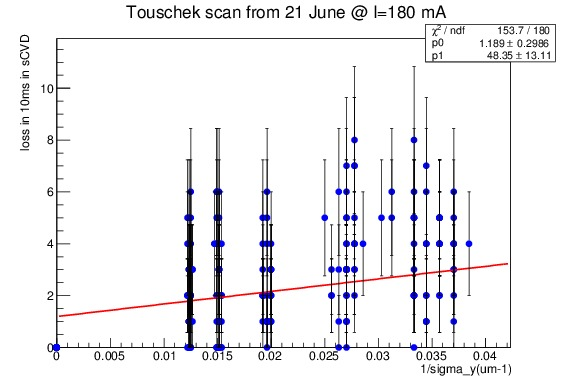 Touschek scan from 21 June @ I=180 mA
χ² / ndf 153.7 / 180
p0 1.189 ± 0.2986
p1 48.35 ± 13.11
loss in 10ms in sCVD
10
8
6
4
2
0
0 0.005 0.01 0.015 0.02 0.025 0.03 0.035 0.04
1/sigma_y(um-1)